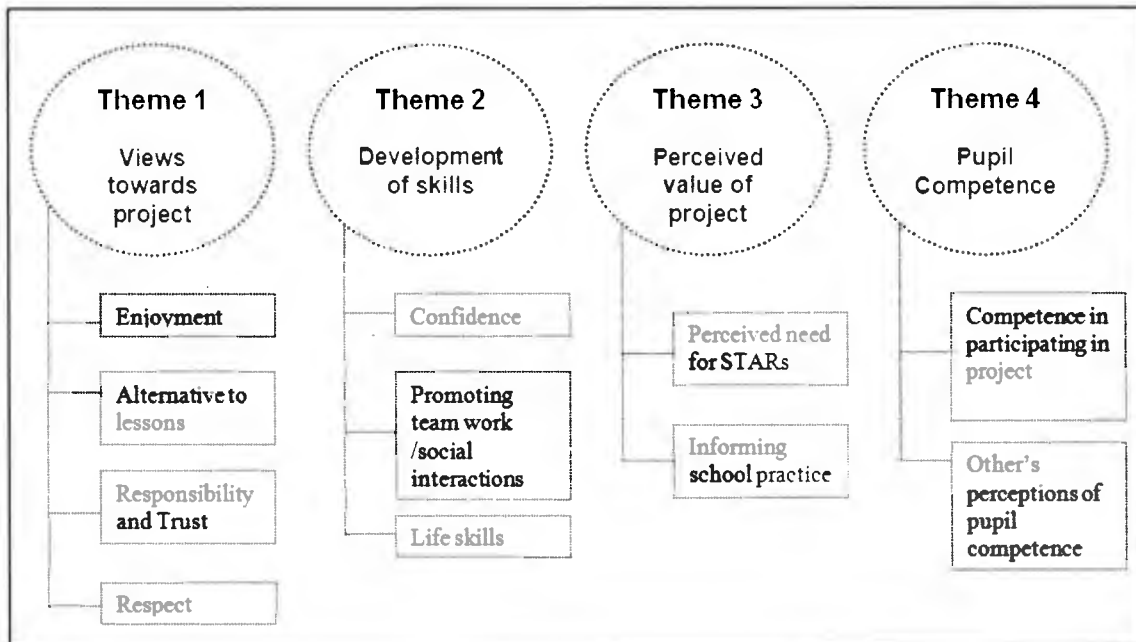 Theme 1
Views
towards
project
Enjoyment
Alternative to
lessons
Responsibility
and Trust
Respect
Theme 2
Development
of skills
Confidence
Promoting
team work
/social
interactions
Life skills
Theme 3
Perceived
value of
project
Perceived need
for STARs
Informing
school practice
Theme 4
Pupil
Competence
Competence in
participating in
project
Other's
perceptions of
pupil
competence